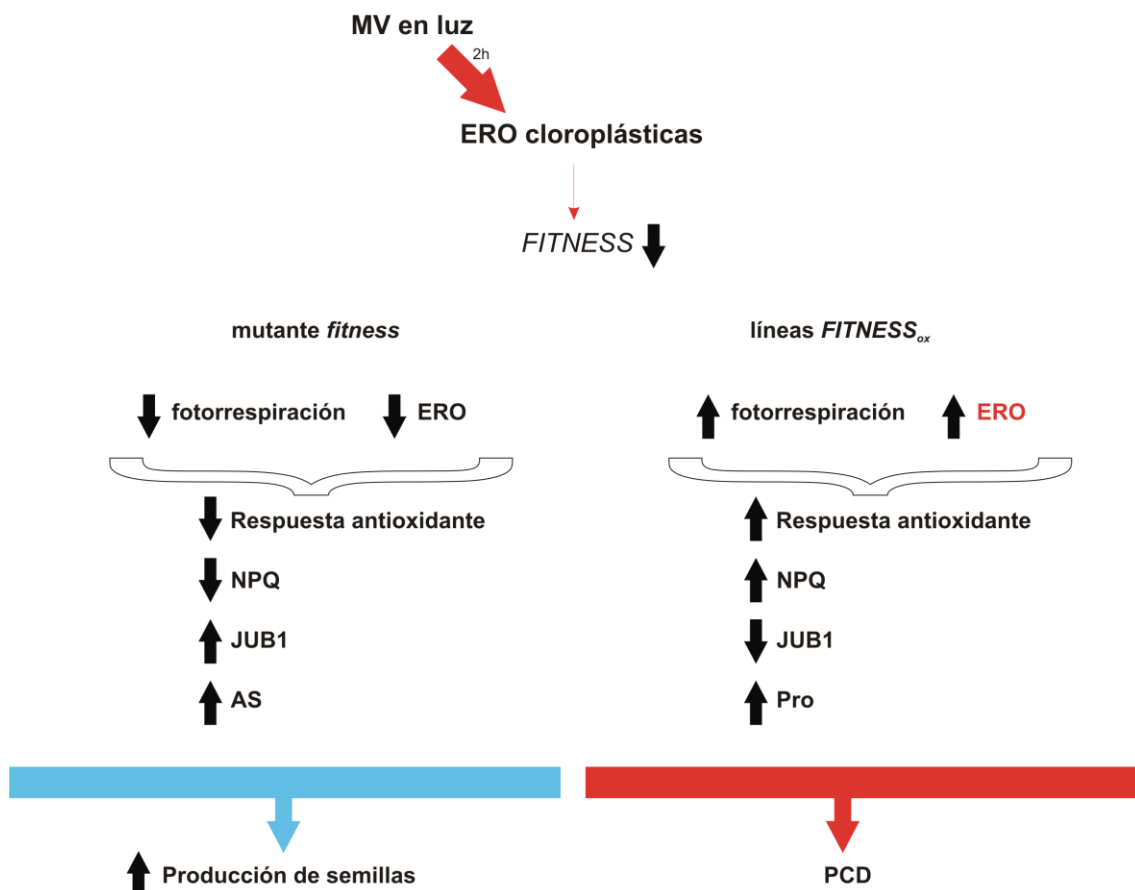 MV en luz
2h
ERO cloroplásticas
FITNESS
mutante fitness
líneas FITNESSox
fotorrespiración
ERO
fotorrespiración
ERO
Respuesta antioxidante
NPQ
JUB1
AS
Respuesta antioxidante
NPQ
JUB1
Pro
Producción de semillas
PCD